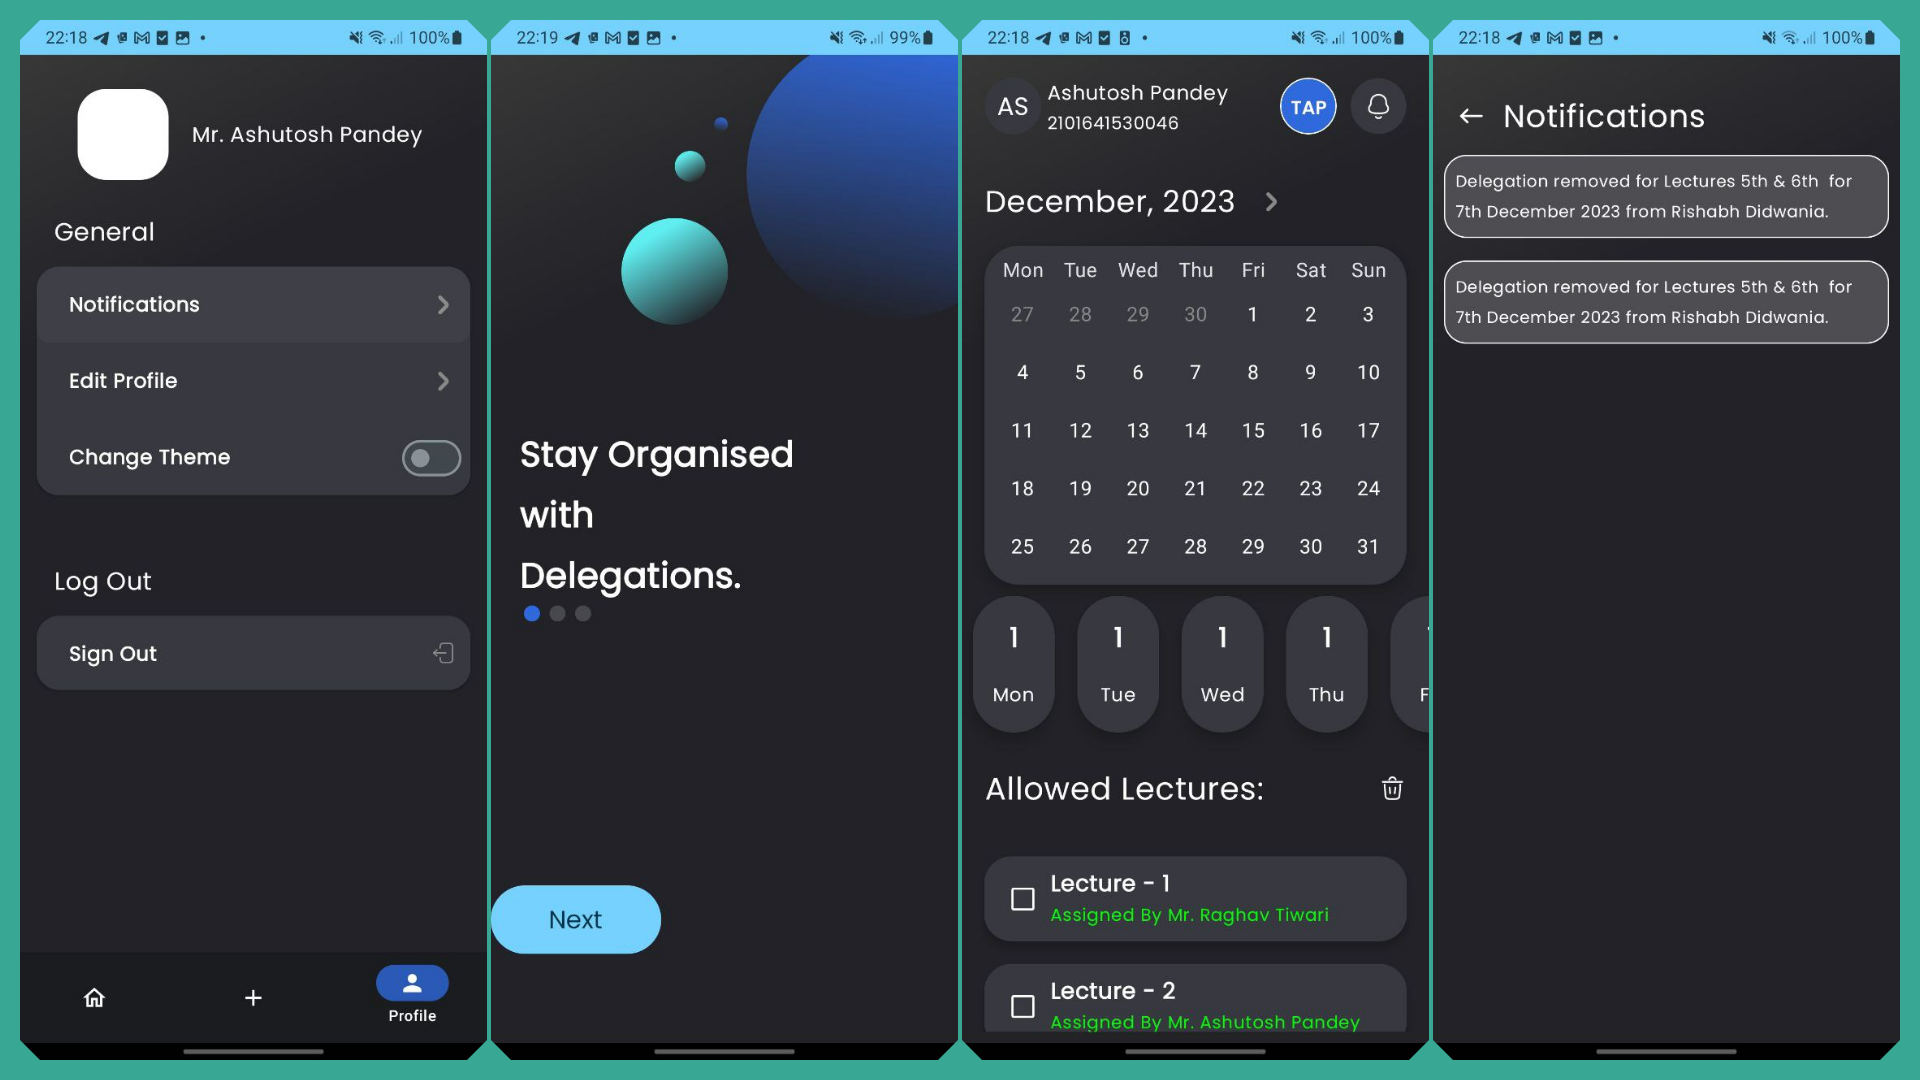 22:18
100%
Mr. Ashutosh Pandey
General
Notifications
Edit Profile
Change Theme
Log Out
Sign Out
Profile
22:19
99%
Stay Organised
with
Delegations.
Next
22:18
100%
AS
Ashutosh Pandey
2101641530046
TAP
December, 2023
Mon Tue Wed Thu Fri Sat Sun
27 28 29 30 1 2 3
4 5 6 7 8 9 10
11 12 13 14 15 16 17
18 19 20 21 22 23 24
25 26 27 28 29 30 31
1 1 1 1
Mon Tue Wed Thu F
Allowed Lectures:
Lecture - 1
Assigned By Mr. Raghav Tiwari
Lecture - 2
Assigned By Mr. Ashutosh Pandey
22:18
100%
Notifications
Delegation removed for Lectures 5th & 6th for
7th December 2023 from Rishabh Didwania.
Delegation removed for Lectures 5th & 6th for
7th December 2023 from Rishabh Didwania.